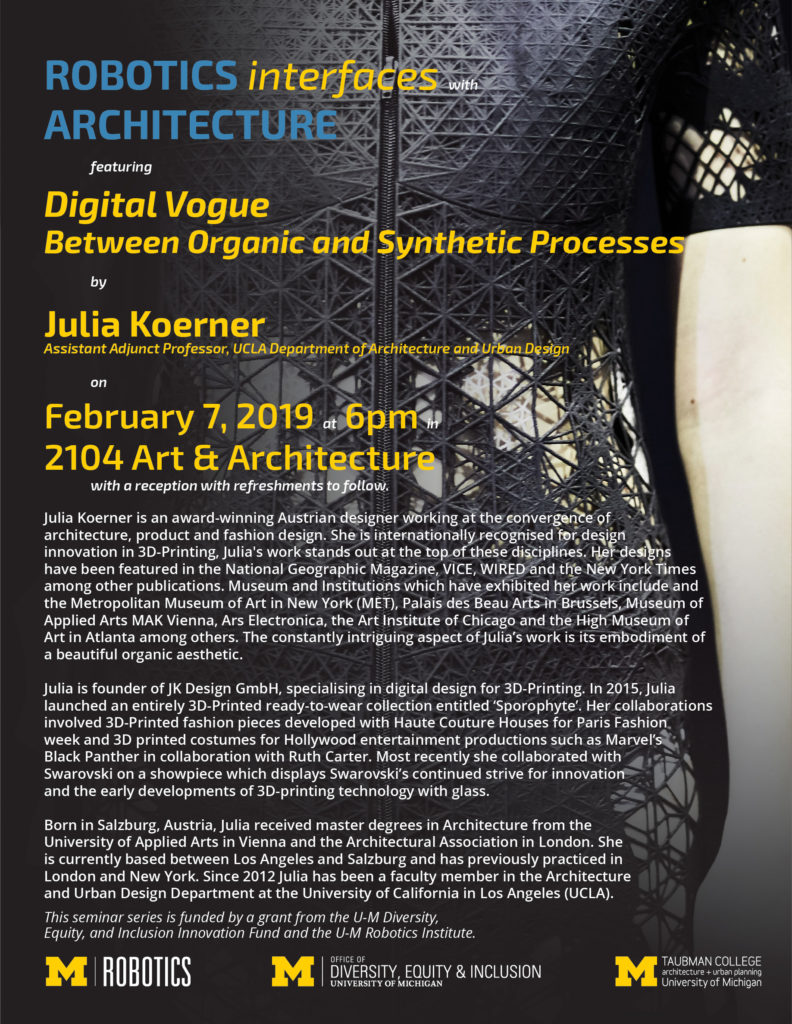 ROBOTICS interfaces with
ARCHITECTURE
featuring
Digital Vogue
Between Organic and Synthetic Processes
by
Julia Koerner
Assistant Adjunct Professor, UCLA Department of Architecture and Urban Design
on
February 7, 2019 at 6pm in
2104 Art & Architecture
with a reception with refreshments to follow.
Julia Koerner is an award-winning Austrian designer working at the convergence of
architecture, product and fashion design. She is internationally recognised for design
innovation in 3D-Printing, Julia's work stands out at the top of these disciplines. Her designs
have been featured in the National Geographic Magazine, VICE, WIRED and the New York Times
among other publications. Museum and Institutions which have exhibited her work include and
the Metropolitan Museum of Art in New York (MET), Palais des Beau Arts in Brussels, Museum of
Applied Arts MAK Vienna, Ars Electronica, the Art Institute of Chicago and the High Museum of
Art in Atlanta among others. The constantly intriguing aspect of Julia’s work is its embodiment of
a beautiful organic aesthetic.
Julia is founder of JK Design GmbH, specialising in digital design for 3D-Printing. In 2015, Julia
launched an entirely 3D-Printed ready-to-wear collection entitled ‘Sporophyte’. Her collaborations
involved 3D-Printed fashion pieces developed with Haute Couture Houses for Paris Fashion
week and 3D printed costumes for Hollywood entertainment productions such as Marvel’s
Black Panther in collaboration with Ruth Carter. Most recently she collaborated with
Swarovski on a showpiece which displays Swarovski’s continued strive for innovation
and the early developments of 3D-printing technology with glass.
Born in Salzburg, Austria, Julia received master degrees in Architecture from the
University of Applied Arts in Vienna and the Architectural Association in London. She
is currently based between Los Angeles and Salzburg and has previously practiced in
London and New York. Since 2012 Julia has been a faculty member in the Architecture
and Urban Design Department at the University of California in Los Angeles (UCLA).
This seminar series is funded by a grant from the U-M Diversity,
Equity, and Inclusion Innovation Fund and the U-M Robotics Institute.
M ROBOTICS
M OFFICE OF
DIVERSITY, EQUITY & INCLUSION
UNIVERSITY OF MICHIGAN
M TAUBMAN COLLEGE
architecture + urban planning
University of Michigan